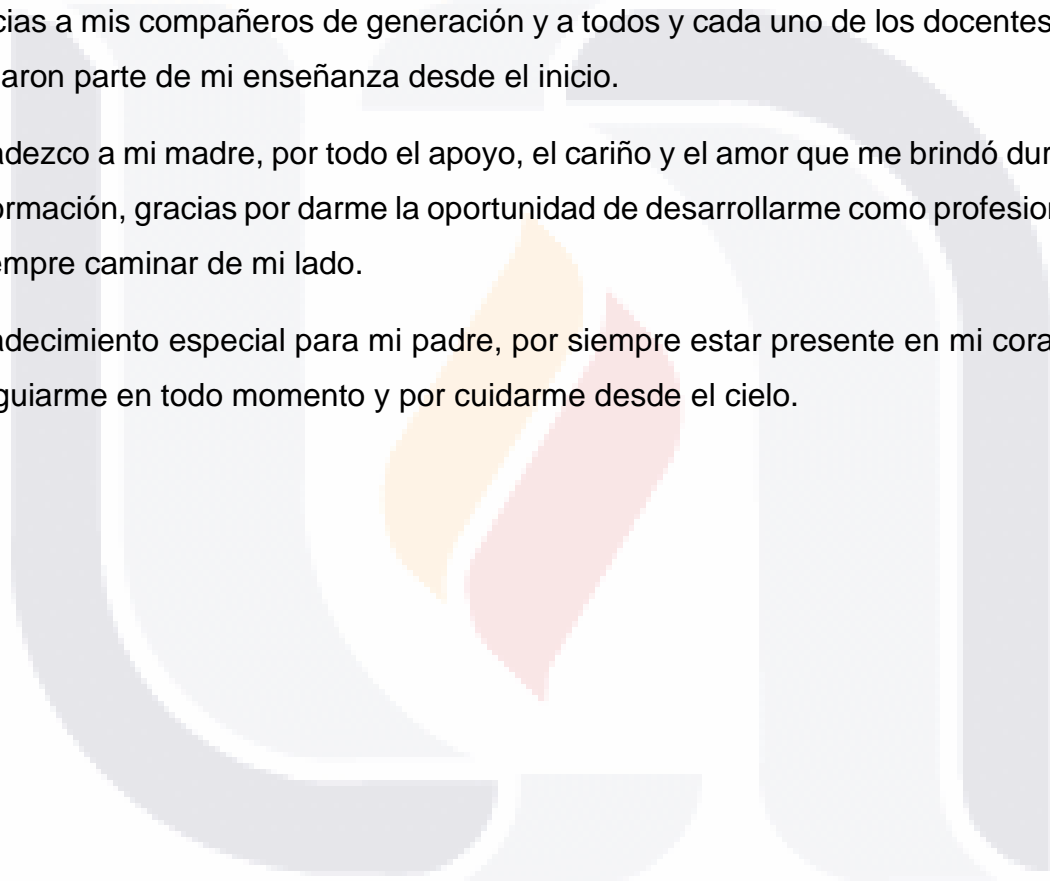 cias a mis compañeros de generación y a todos y cada uno de los docentes
aron parte de mi enseñanza desde el inicio.
adezco a mi madre, por todo el apoyo, el cariño y el amor que me brindó dur
ormación, gracias por darme la oportunidad de desarrollarme como profesion
empre caminar de mi lado.
adecimiento especial para mi padre, por siempre estar presente en mi cora
guiarme en todo momento y por cuidarme desde el cielo.